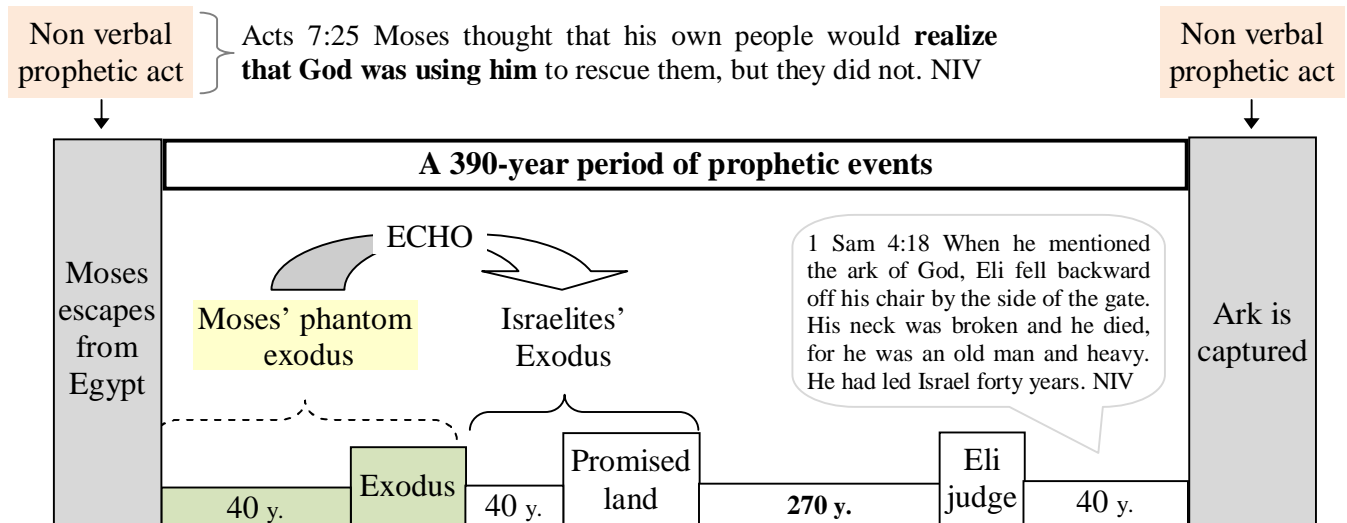 Non verbal
prophetic act
Acts 7:25 Moses thought that his own people would realize
that God was using him to rescue them, but they did not. NIV
Non verbal
prophetic act
A 390-year period of prophetic events
Moses
escapes
from
Egypt
ECHO
Moses’ phantom
exodus
Israelites’
Exodus
1 Sam 4:18 When he mentioned
the ark of God, Eli fell backward
off his chair by the side of the gate.
His neck was broken and he died,
for he was an old man and heavy.
He had led Israel forty years. NIV
Ark is
captured
40 y.
Exodus
40 y.
Promised
land
270 y.
Eli
judge
40 y.